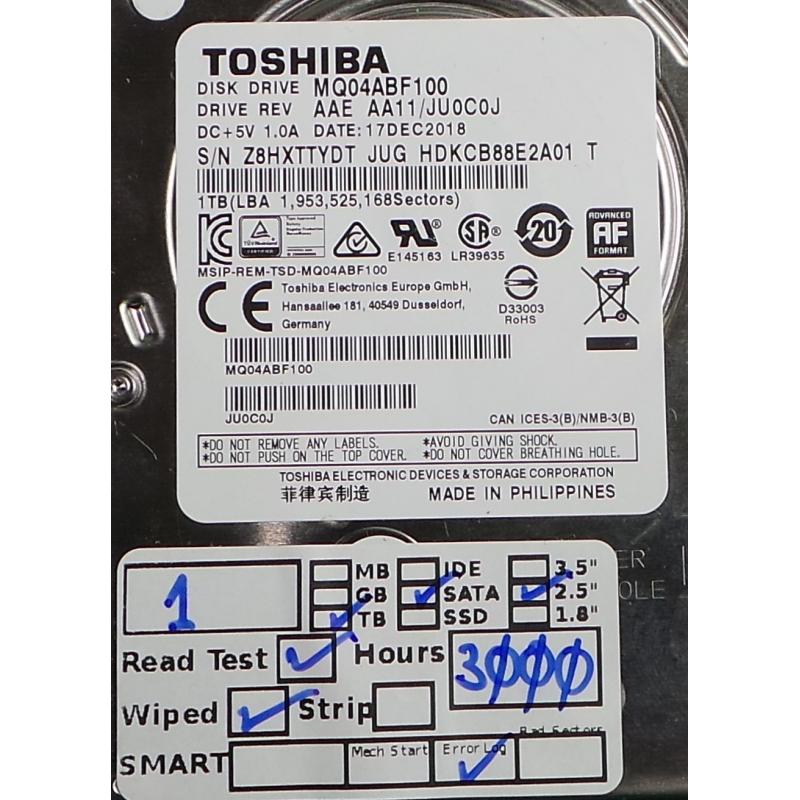 TOSHIBA
DISK DRIVE MQ04ABF100
DRIVE REV AAE AA11/JU0C0J
DC+5V 1.0A DATE:17DEC2018
S/N Z8HXTTYDT JUG HDKCB88E2A01 T
1TB(LBA 1,953,525,168Sectors)
TÜVRheinland
CERTIFIED
E145163 LR39635
20
ADVANCED
AF
FORMAT
MSIP-REM-TSD-MQ04ABF100
CE
Toshiba Electronics Europe GmbH,
Hansaallee 181, 40549 Dusseldorf,
Germany
D33003
RoHS
MQ04ABF100
JU0C0J
CAN ICES-3(B)/NMB-3(B)
*DO NOT REMOVE ANY LABELS. *AVOID GIVING SHOCK.
*DO NOT PUSH ON THE TOP COVER. *DO NOT COVER BREATHING HOLE.
TOSHIBA ELECTRONIC DEVICES & STORAGE CORPORATION
菲律宾制造 MADE IN PHILIPPINES
1 MB IDE 3.5"
GB SATA 2.5"
TB SSD 1.8"
Read Test Hours 3000
Wiped Strip
Bad Sectors
SMART Mech Start Error Log